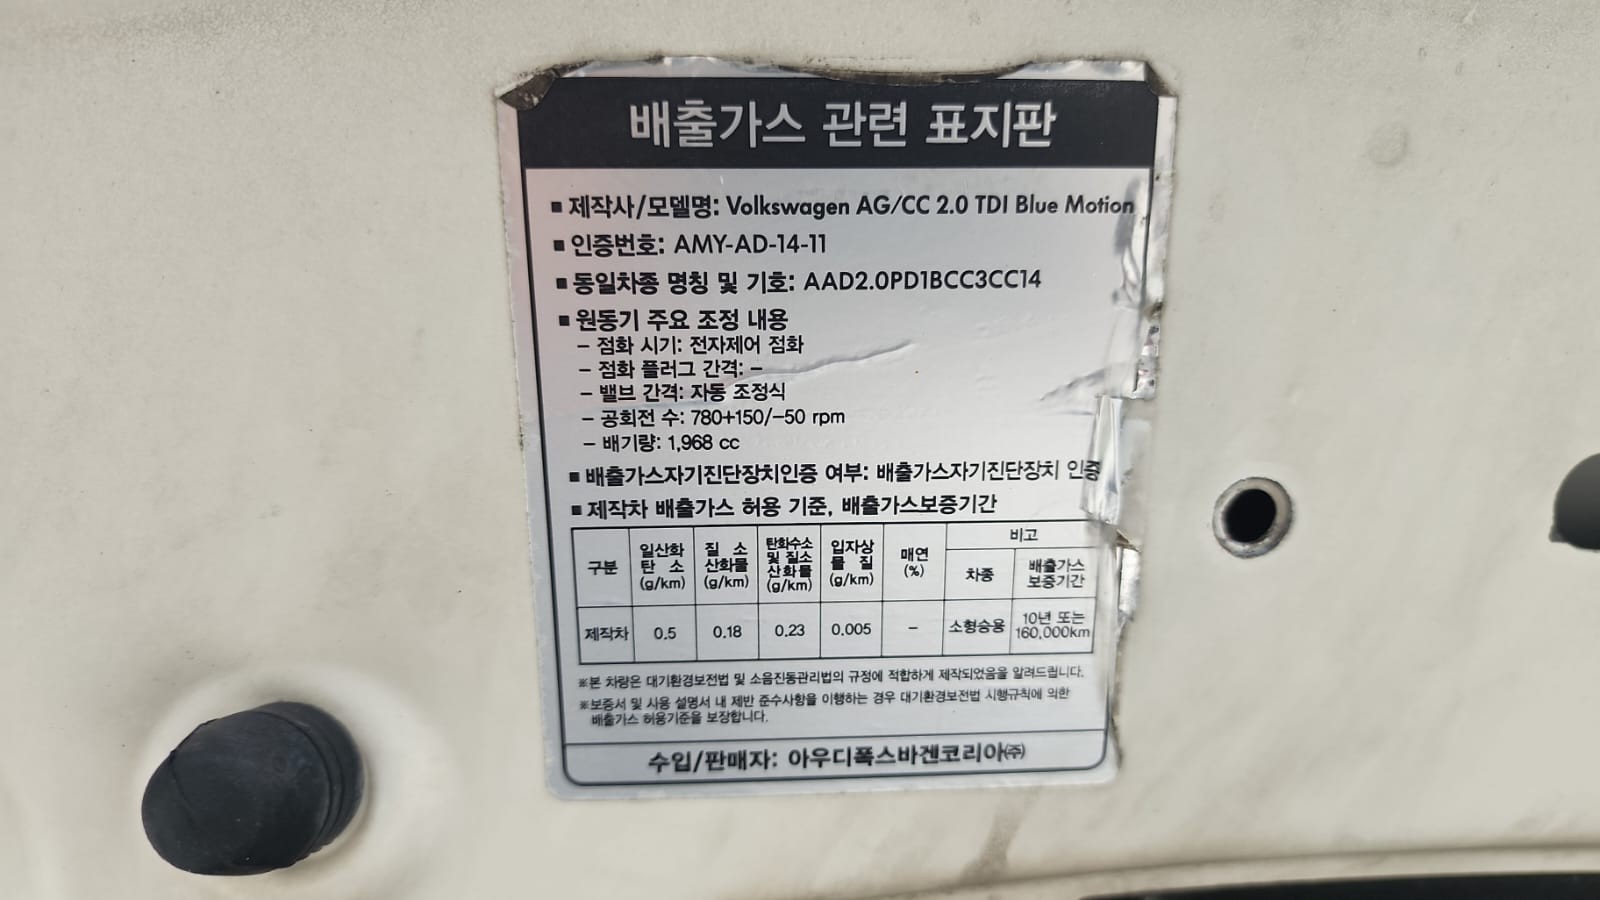 배출가스 관련 표지판
▪ 제작사/모델명: Volkswagen AG/CC 2.0 TDI Blue Motion
▪ 인증번호: AMY-AD-14-11
▪ 동일차종 명칭 및 기호: AAD2.0PD1BCC3CC14
▪ 원동기 주요 조정 내용
– 점화 시기: 전자제어 점화
– 점화 플러그 간격: –
– 밸브 간격: 자동 조정식
– 공회전 수: 780+150/-50 rpm
– 배기량: 1,968 cc
▪ 배출가스자기진단장치인증 여부: 배출가스자기진단장치 인증
▪ 제작차 배출가스 허용 기준, 배출가스보증기간
구분 일산화탄소(g/km) 질소산화물(g/km) 탄화수소및질소산화물(g/km) 입자상물질(g/km) 매연(%) 비고
차종 배출가스보증기간
제작차 0.5 0.18 0.23 0.005 – 소형승용 10년 또는 160,000km
※본 차량은 대기환경보전법 및 소음진동관리법의 규정에 적합하게 제작되었음을 알려드립니다.
※보증서 및 사용 설명서 내 제반 준수사항을 이행하는 경우 대기환경보전법 시행규칙에 의한
배출가스 허용기준을 보장합니다.
수입/판매자: 아우디폭스바겐코리아㈜